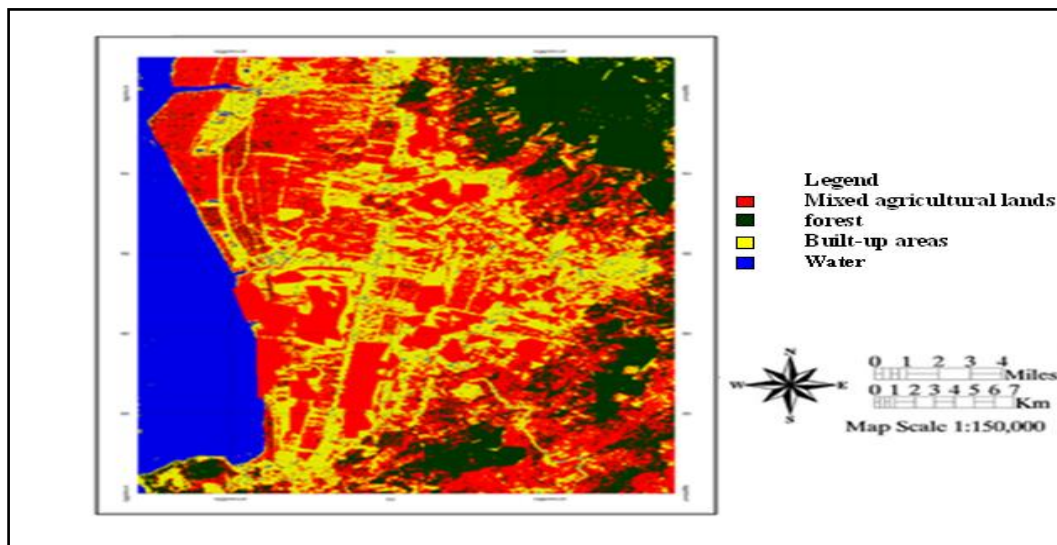 Legend
Mixed agricultural lands
forest
Built-up areas
Water
N
W E
S
0 1 2 3 4
Miles
0 1 2 3 4 5 6 7
Km
Map Scale 1:150,000